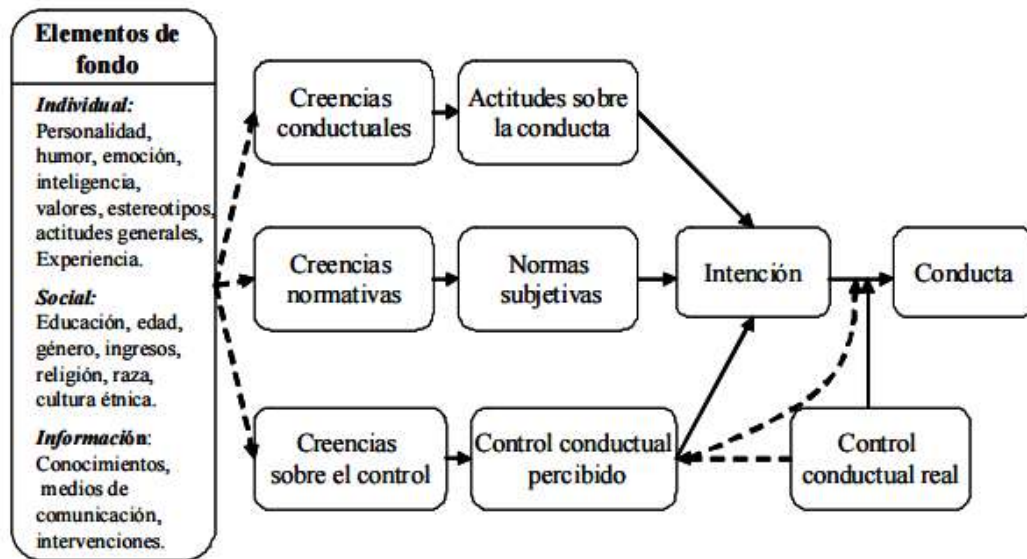 Elementos de
fondo
Individual:
Personalidad,
humor, emoción,
inteligencia,
valores, estereotipos,
actitudes generales,
Experiencia.
Social:
Educación, edad,
género, ingresos,
religión, raza,
cultura étnica.
Información:
Conocimientos,
medios de
comunicación,
intervenciones.
Creencias
conductuales
Actitudes sobre
la conducta
Creencias
normativas
Normas
subjetivas
Intención
Conducta
Creencias
sobre el control
Control conductual
percibido
Control
conductual real